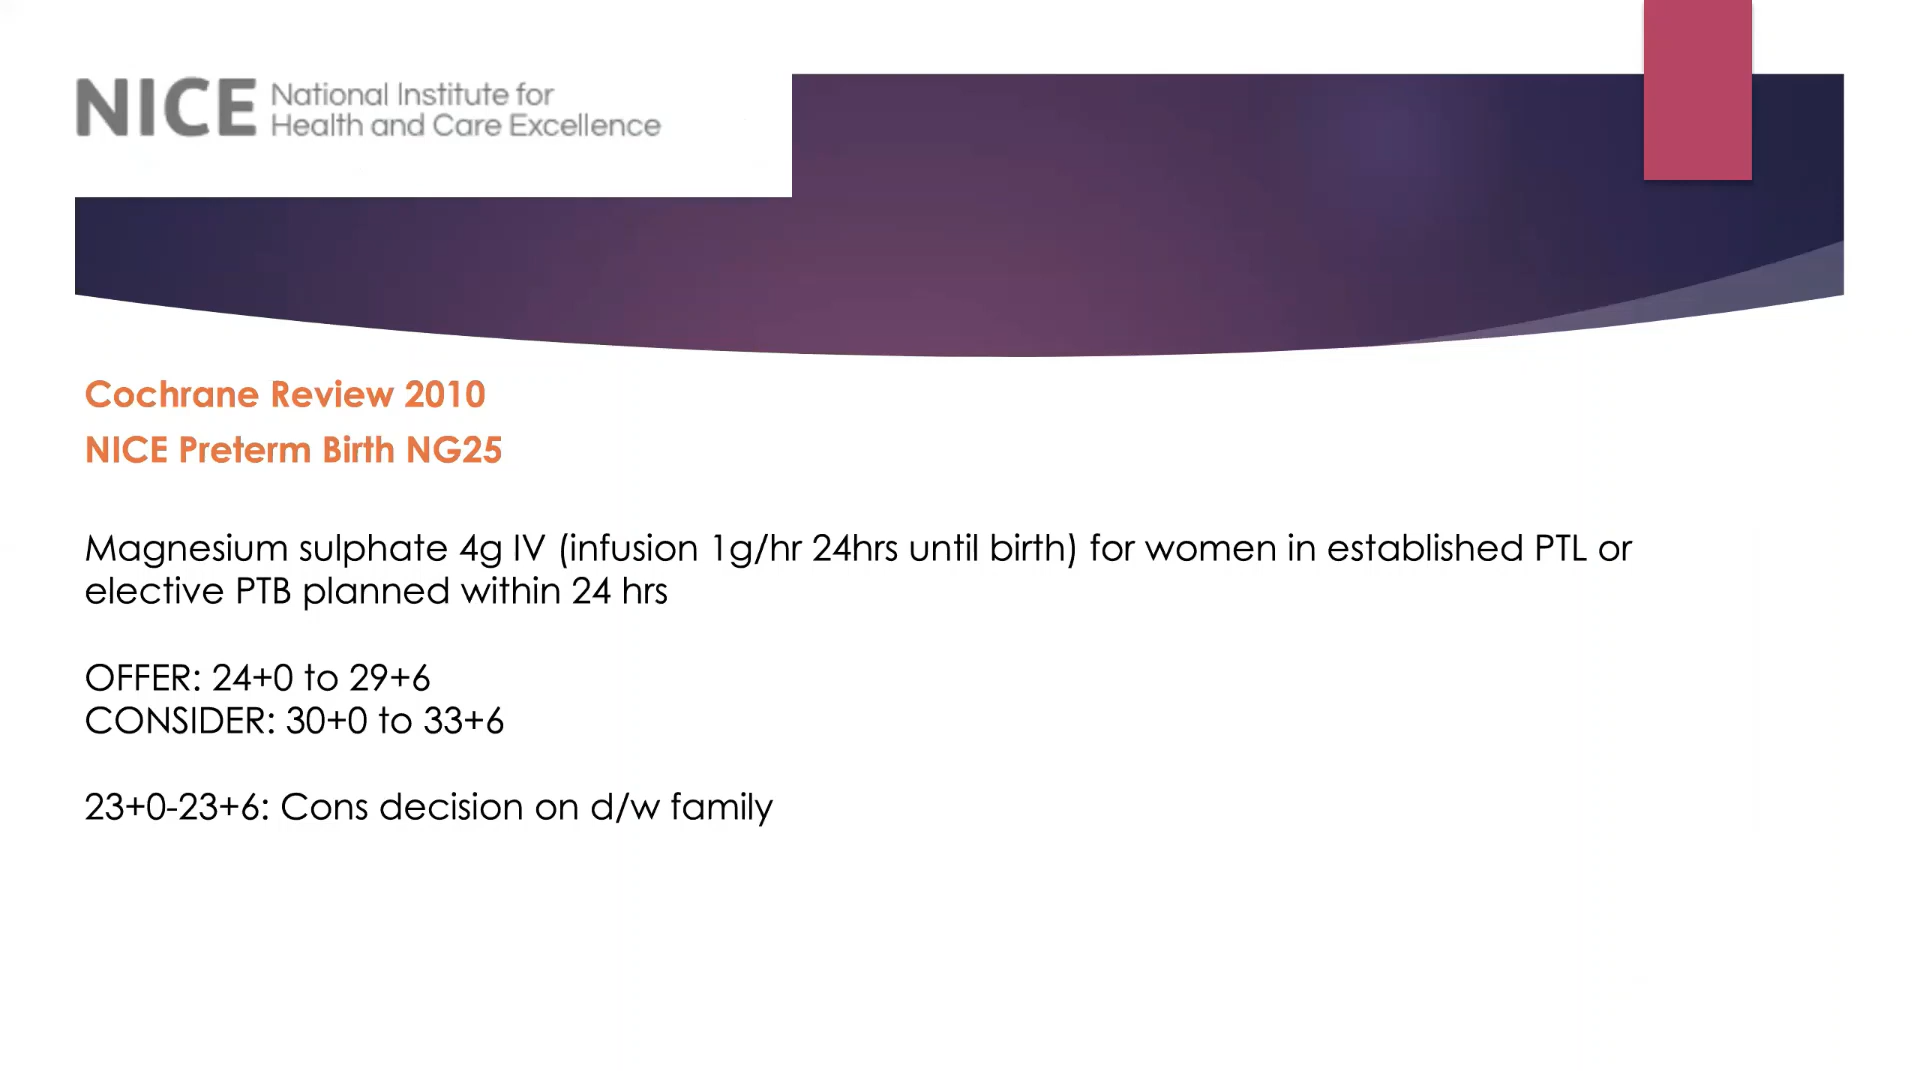 NICE National Institute for
Health and Care Excellence
Cochrane Review 2010
NICE Preterm Birth NG25
Magnesium sulphate 4g IV (infusion 1g/hr 24hrs until birth) for women in established PTL or
elective PTB planned within 24 hrs
OFFER: 24+0 to 29+6
CONSIDER: 30+0 to 33+6
23+0-23+6: Cons decision on d/w family